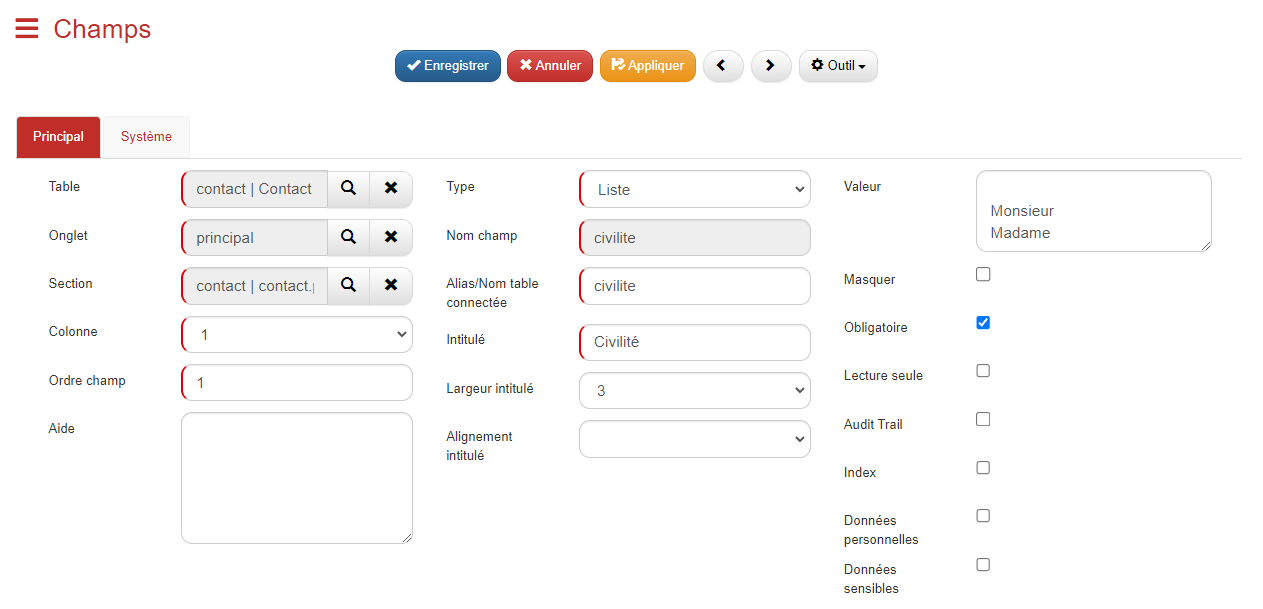 Champs
Enregistrer Annuler Appliquer Outil
Principal Système
Table contact | Contact
Onglet principal
Section contact | contact.
Colonne 1
Ordre champ 1
Aide
Type Liste
Nom champ civilite
Alias/Nom table
connectée civilite
Intitulé Civilité
Largeur intitulé 3
Alignement
intitulé
Valeur
Monsieur
Madame
Masquer
Obligatoire
Lecture seule
Audit Trail
Index
Données
personnelles
Données
sensibles